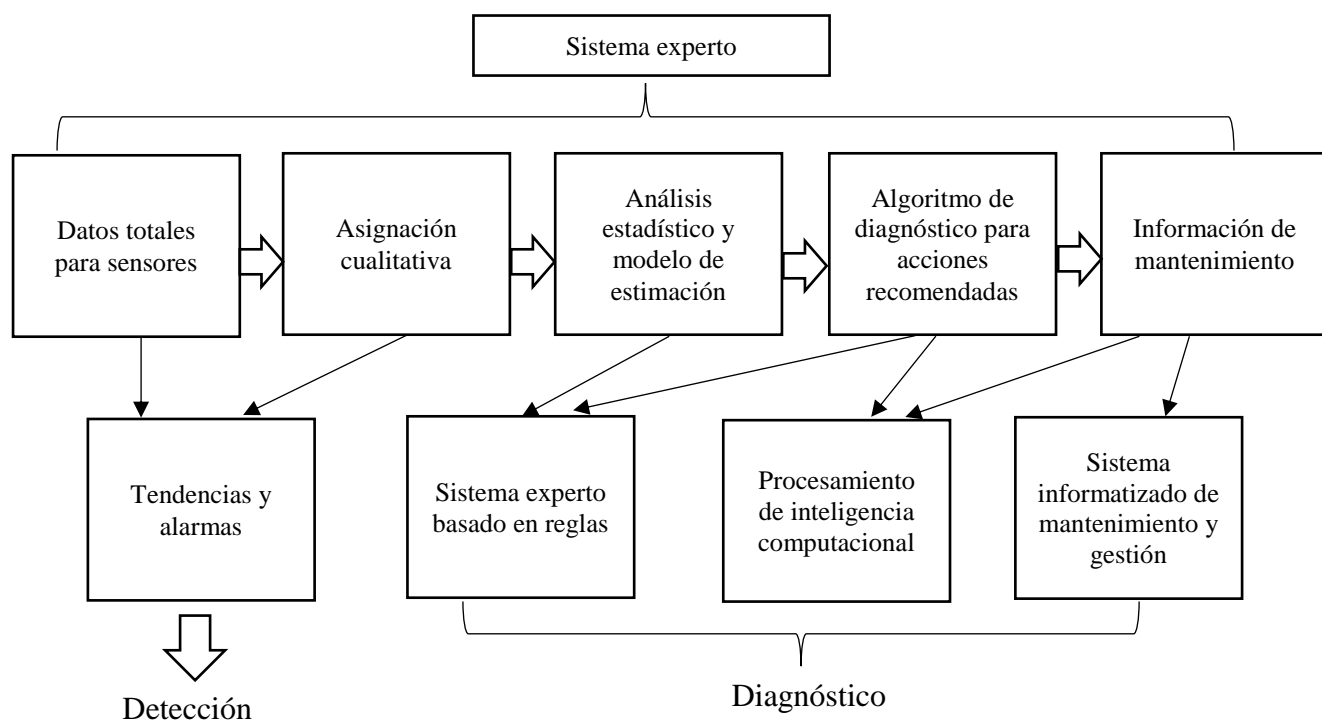 Sistema experto
Datos totales
para sensores
Asignación
cualitativa
Análisis
estadístico y
modelo de
estimación
Algoritmo de
diagnóstico para
acciones
recomendadas
Información de
mantenimiento
Tendencias y
alarmas
Sistema experto
basado en reglas
Procesamiento
de inteligencia
computacional
Sistema
informatizado de
mantenimiento y
gestión
Detección
Diagnóstico